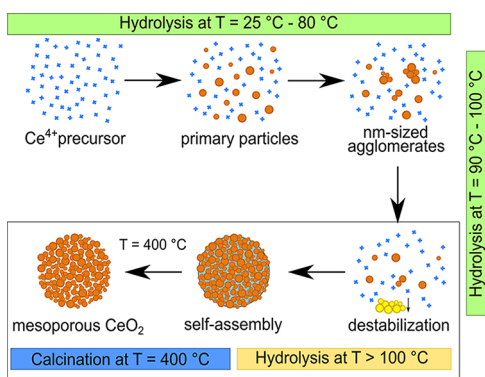 Hydrolysis at T = 25 °C - 80 °C
Ce4+precursor
primary particles
nm-sized
agglomerates
Hydrolysis at T = 90 °C - 100 °C
T = 400 °C
mesoporous CeO2
self-assembly
destabilization
Calcination at T = 400 °C
Hydrolysis at T > 100 °C